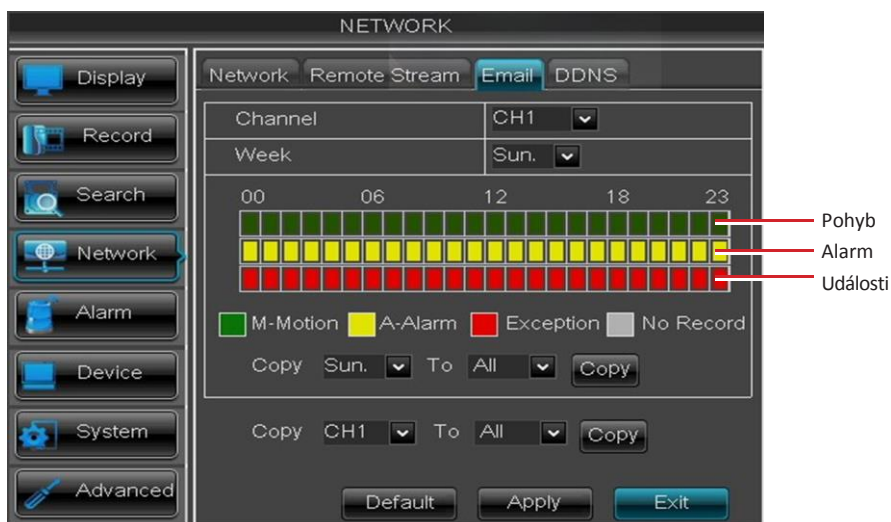 NETWORK
Display
Record
Search
Network
Alarm
Device
System
Advanced
Network Remote Stream Email DDNS
Channel CH1
Week Sun.
00 06 12 18 23
Pohyb
Alarm
Události
M-Motion A-Alarm Exception No Record
Copy Sun. To All Copy
Copy CH1 To All Copy
Default Apply Exit